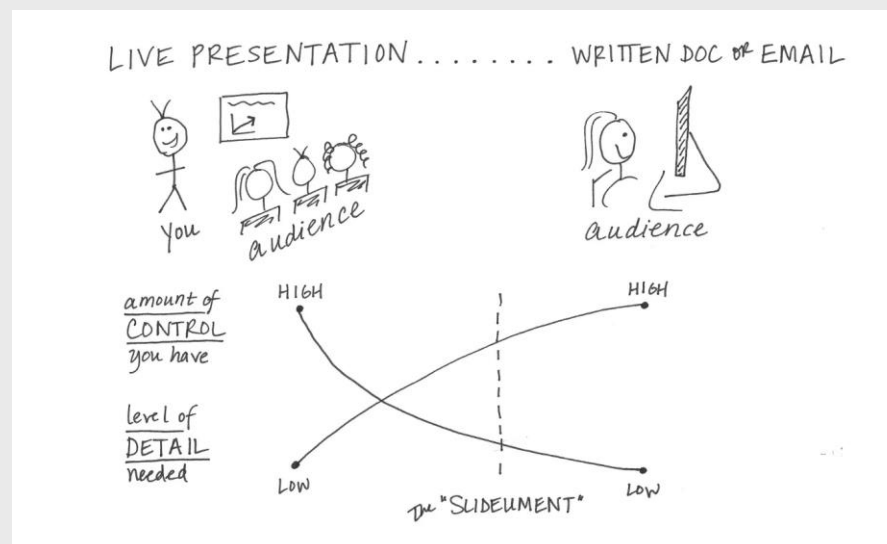 LIVE PRESENTATION ........ WRITTEN DOC OR EMAIL
you
audience
audience
amount of
CONTROL
you have
HIGH
HIGH
level of
DETAIL
needed
LOW
LOW
The "SLIDEUMENT"